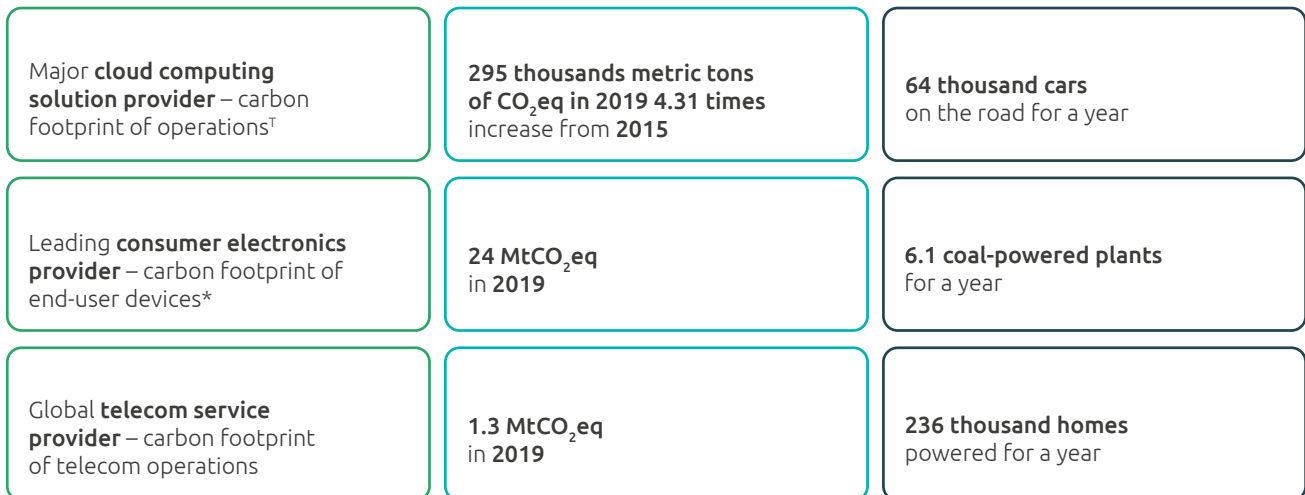 Major cloud computing
solution provider – carbon
footprint of operationsᵀ
295 thousands metric tons
of CO₂eq in 2019 4.31 times
increase from 2015
64 thousand cars
on the road for a year
Leading consumer electronics
provider – carbon footprint of
end-user devices*
24 MtCO₂eq
in 2019
6.1 coal-powered plants
for a year
Global telecom service
provider – carbon footprint
of telecom operations
1.3 MtCO₂eq
in 2019
236 thousand homes
powered for a year